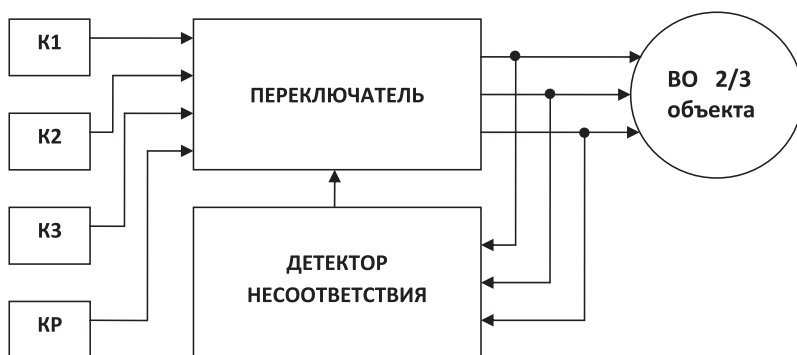 К1
ПЕРЕКЛЮЧАТЕЛЬ
ВО 2/3
объекта
К2
К3
ДЕТЕКТОР
НЕСООТВЕТСТВИЯ
КР